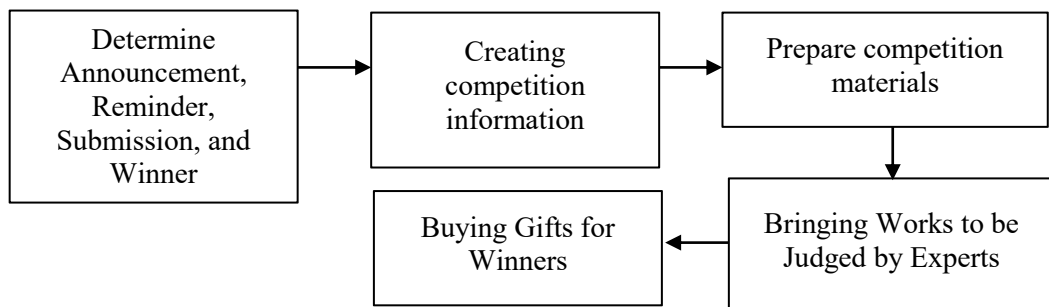 Determine
Announcement,
Reminder,
Submission, and
Winner
Creating
competition
information
Prepare competition
materials
Bringing Works to be
Judged by Experts
Buying Gifts for
Winners